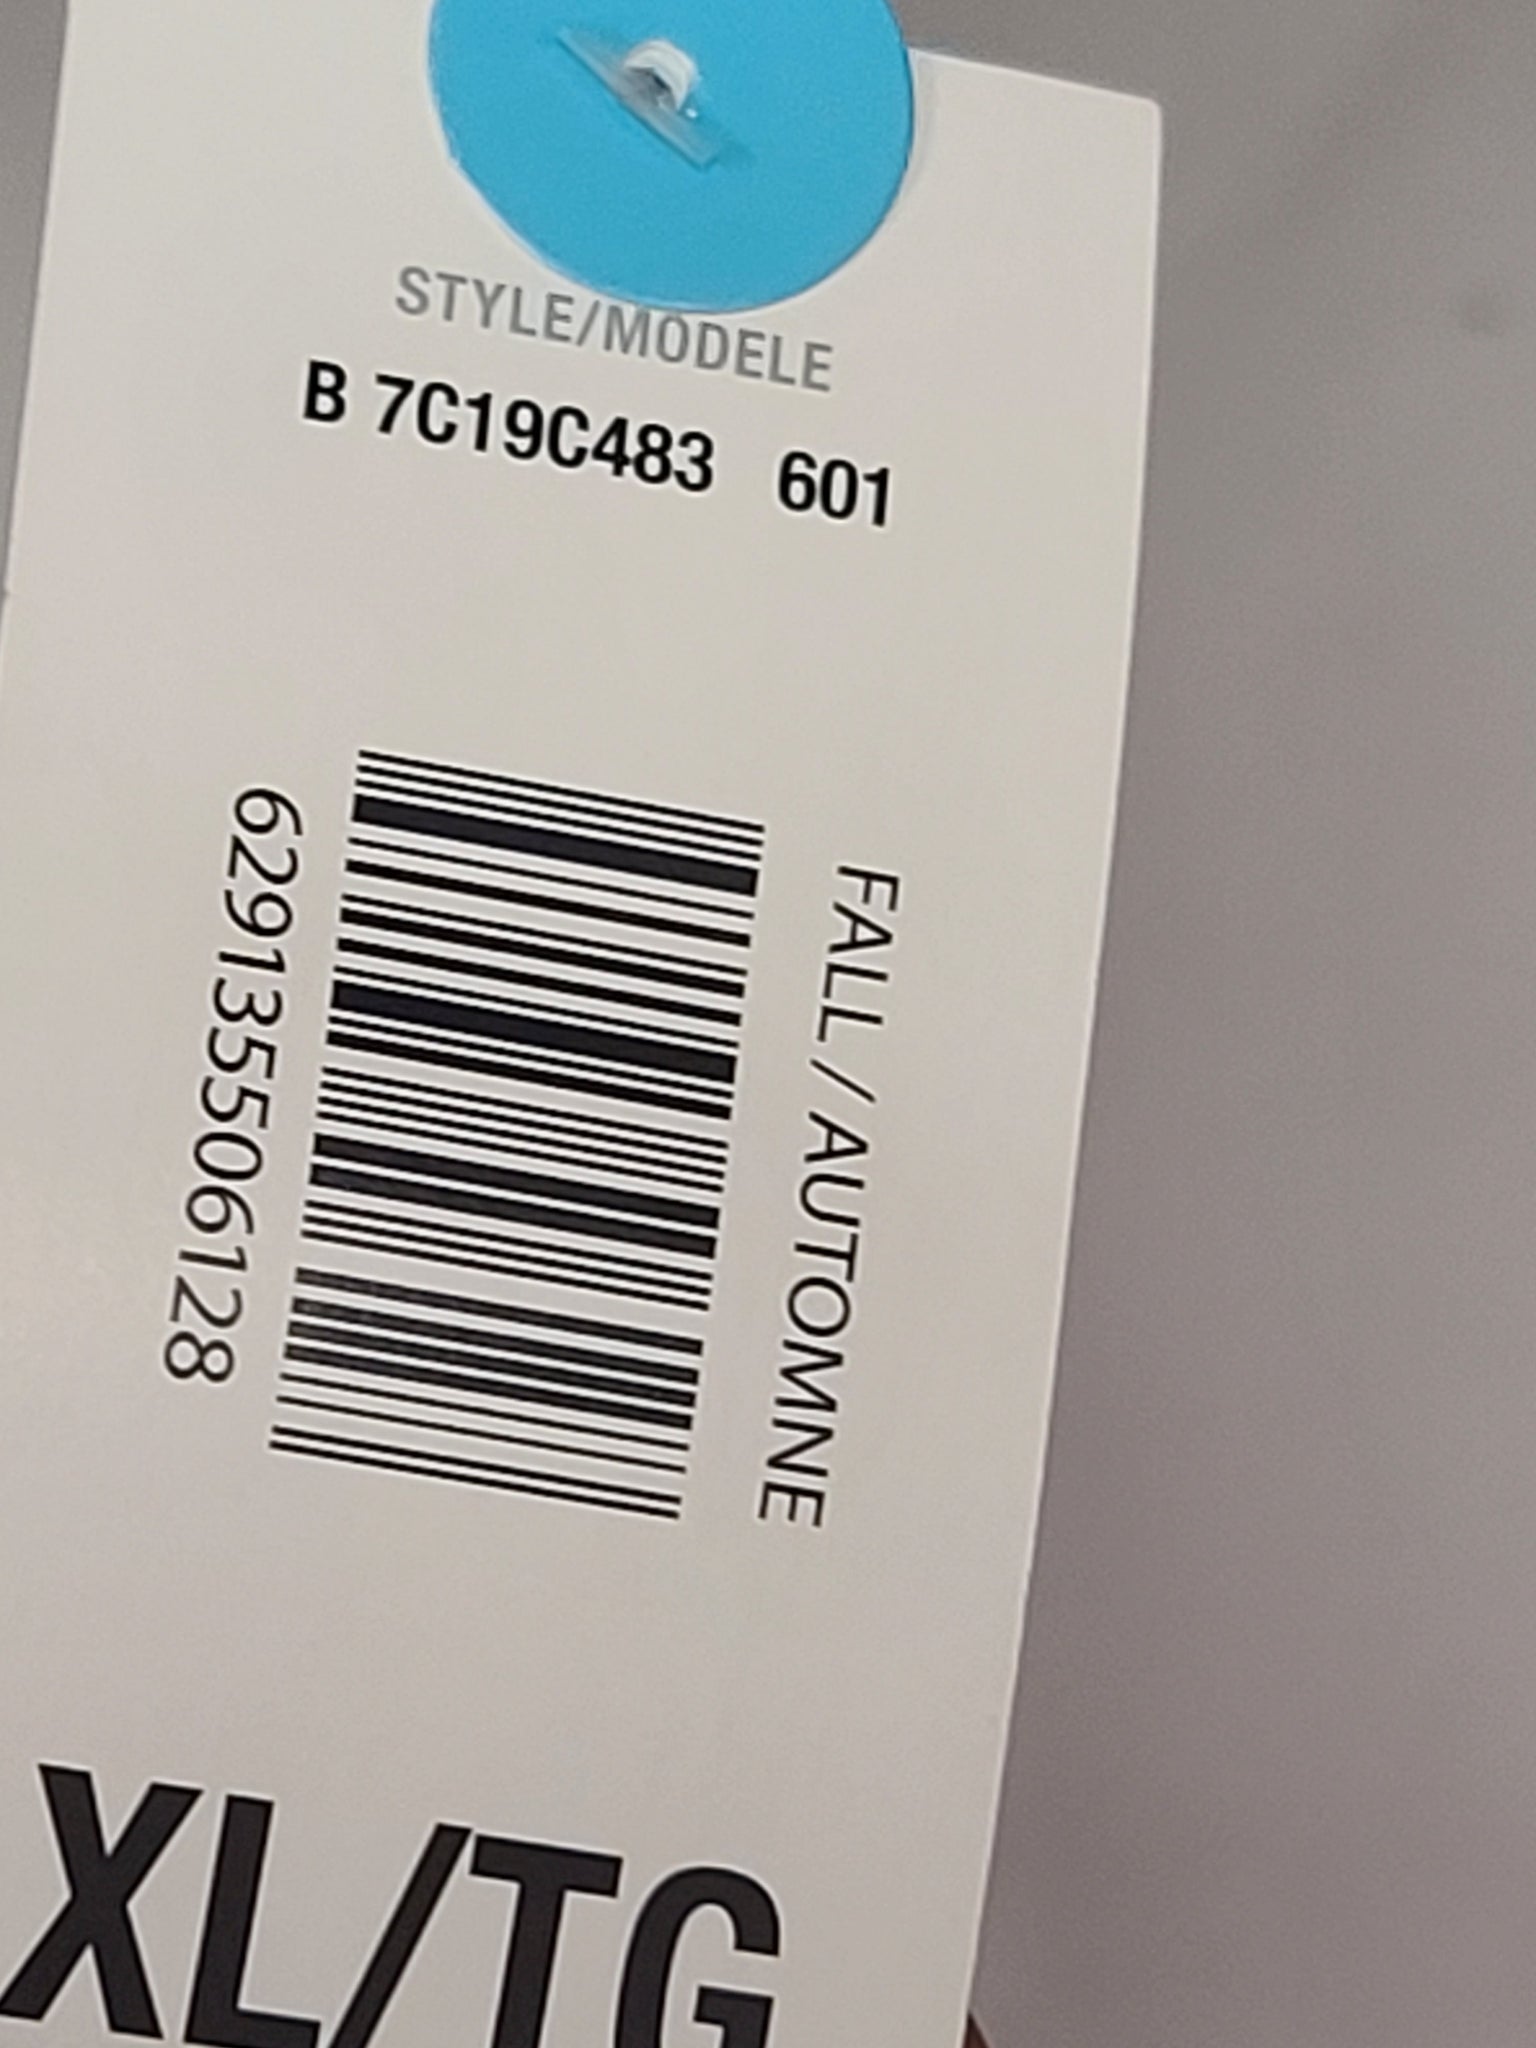 STYLE/MODELE
B 7C19C483 601
FALL / AUTOMNE
629135506128
XL/TG